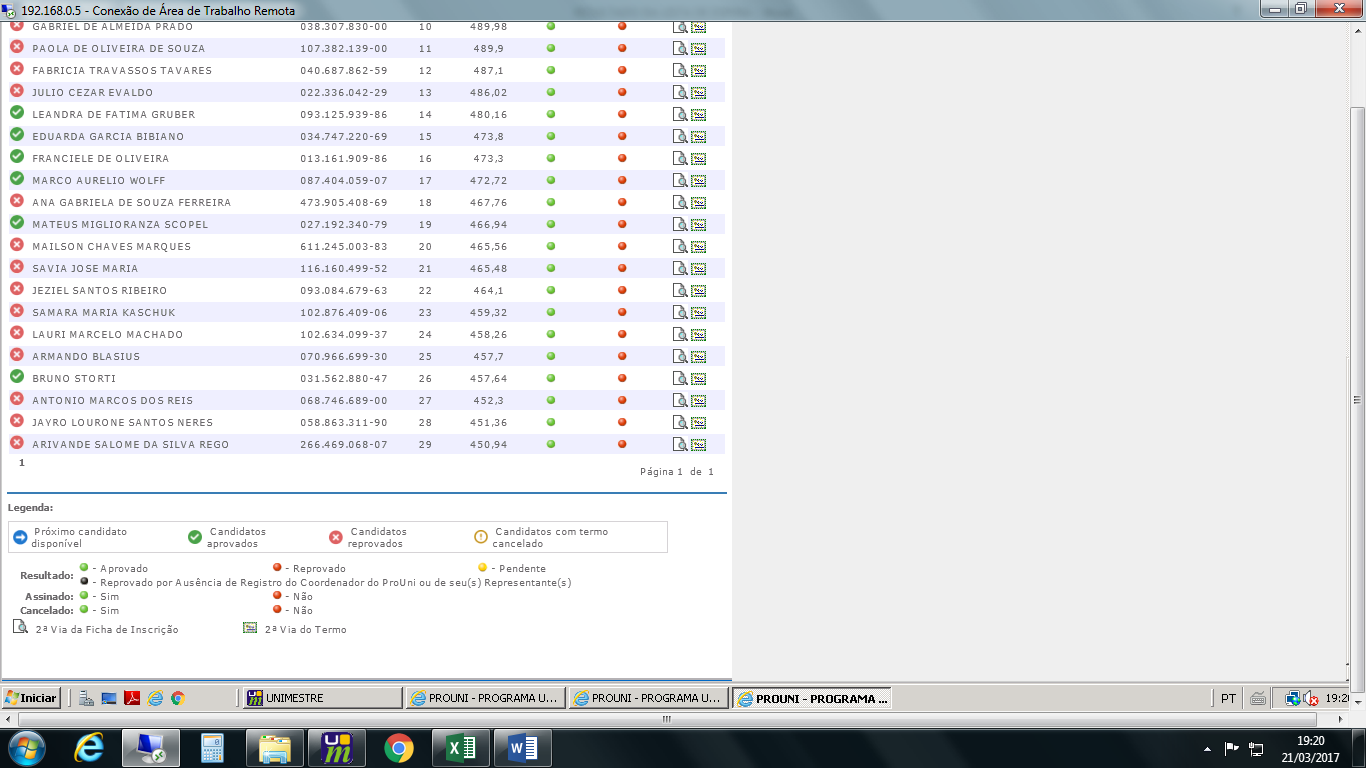 192.168.0.5 - Conexão de Área de Trabalho Remota
GABRIEL DE ALMEIDA PRADO 038.307.830-00 10 489,98
PAOLA DE OLIVEIRA DE SOUZA 107.382.139-00 11 489,9
FABRICIA TRAVASSOS TAVARES 040.687.862-59 12 487,1
JULIO CEZAR EVALDO 022.336.042-29 13 486,02
LEANDRA DE FATIMA GRUBER 093.125.939-86 14 480,16
EDUARDA GARCIA BIBIANO 034.747.220-69 15 473,8
FRANCIELE DE OLIVEIRA 013.161.909-86 16 473,3
MARCO AURELIO WOLFF 087.404.059-07 17 472,72
ANA GABRIELA DE SOUZA FERREIRA 473.905.408-69 18 467,76
MATEUS MIGLIORANZA SCOPEL 027.192.340-79 19 466,94
MAILSON CHAVES MARQUES 611.245.003-83 20 465,56
SAVIA JOSE MARIA 116.160.499-52 21 465,48
JEZIEL SANTOS RIBEIRO 093.084.679-63 22 464,1
SAMARA MARIA KASCHUK 102.876.409-06 23 459,32
LAURI MARCELO MACHADO 102.634.099-37 24 458,26
ARMANDO BLASIUS 070.966.699-30 25 457,7
BRUNO STORTI 031.562.880-47 26 457,64
ANTONIO MARCOS DOS REIS 068.746.689-00 27 452,3
JAYRO LOURONE SANTOS NERES 058.863.311-90 28 451,36
ARIVANDE SALOME DA SILVA REGO 266.469.068-07 29 450,94
1
Página 1 de 1
Legenda:
Próximo candidato disponível
Candidatos aprovados
Candidatos reprovados
Candidatos com termo cancelado
Resultado: - Aprovado - Reprovado - Pendente
- Reprovado por Ausência de Registro do Coordenador do ProUni ou de seu(s) Representante(s)
Assinado: - Sim - Não
Cancelado: - Sim - Não
2ª Via da Ficha de Inscrição 2ª Via do Termo
Iniciar UNIMESTRE PROUNI - PROGRAMA U... PROUNI - PROGRAMA U... PROUNI - PROGRAMA ... PT 19:20
19:20
21/03/2017